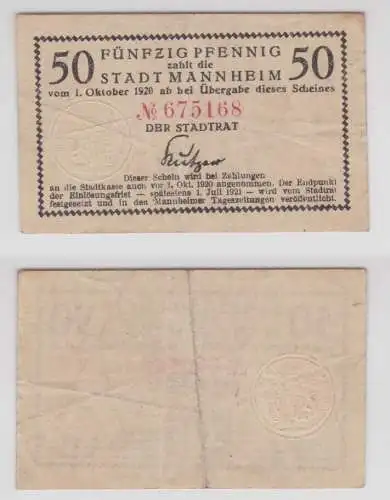 50 FÜNFZIG PFENNIG 50
zahlt die
STADT MANNHEIM
vom 1. Oktober 1920 ab bei Übergabe dieses Scheines
№ 675168
DER STADTRAT
Kutzer
Dieser Schein wird bei Zahlungen
an die Stadtkasse auch vor 1. Okt. 1920 angenommen. Der Endpunkt
der Einlösungsfrist — spätestens 1. Juli 1921 — wird vom Stadtrat
festgesetzt und in den Mannheimer Tageszeitungen veröffentlicht.